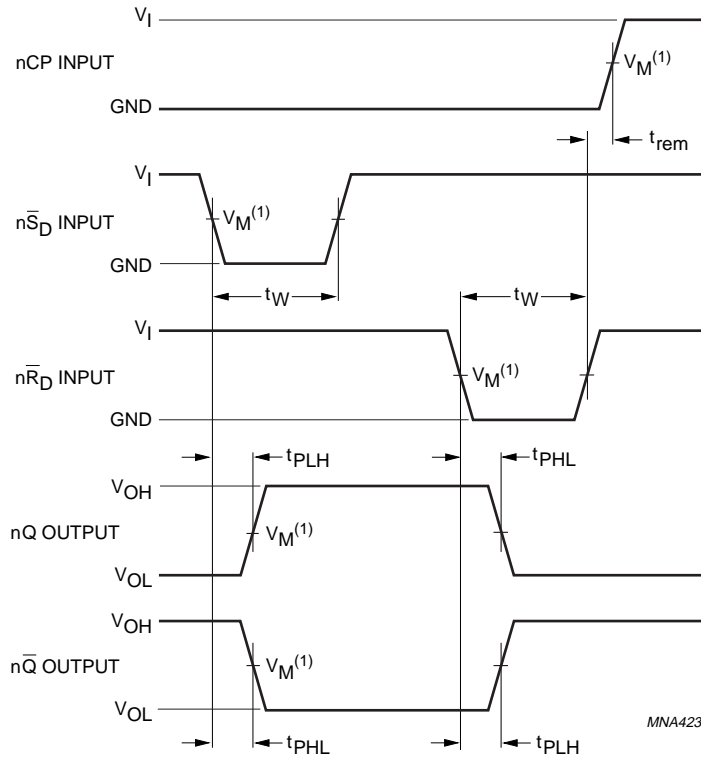 V_I
nCP INPUT
V_M^(1)
GND
t_rem
V_I
nS̅_D INPUT
V_M^(1)
GND
t_W
t_W
V_I
nR̅_D INPUT
V_M^(1)
GND
t_PLH
t_PHL
V_OH
nQ OUTPUT
V_M^(1)
V_OL
V_OH
nQ̅ OUTPUT
V_M^(1)
V_OL
MNA423
t_PHL
t_PLH